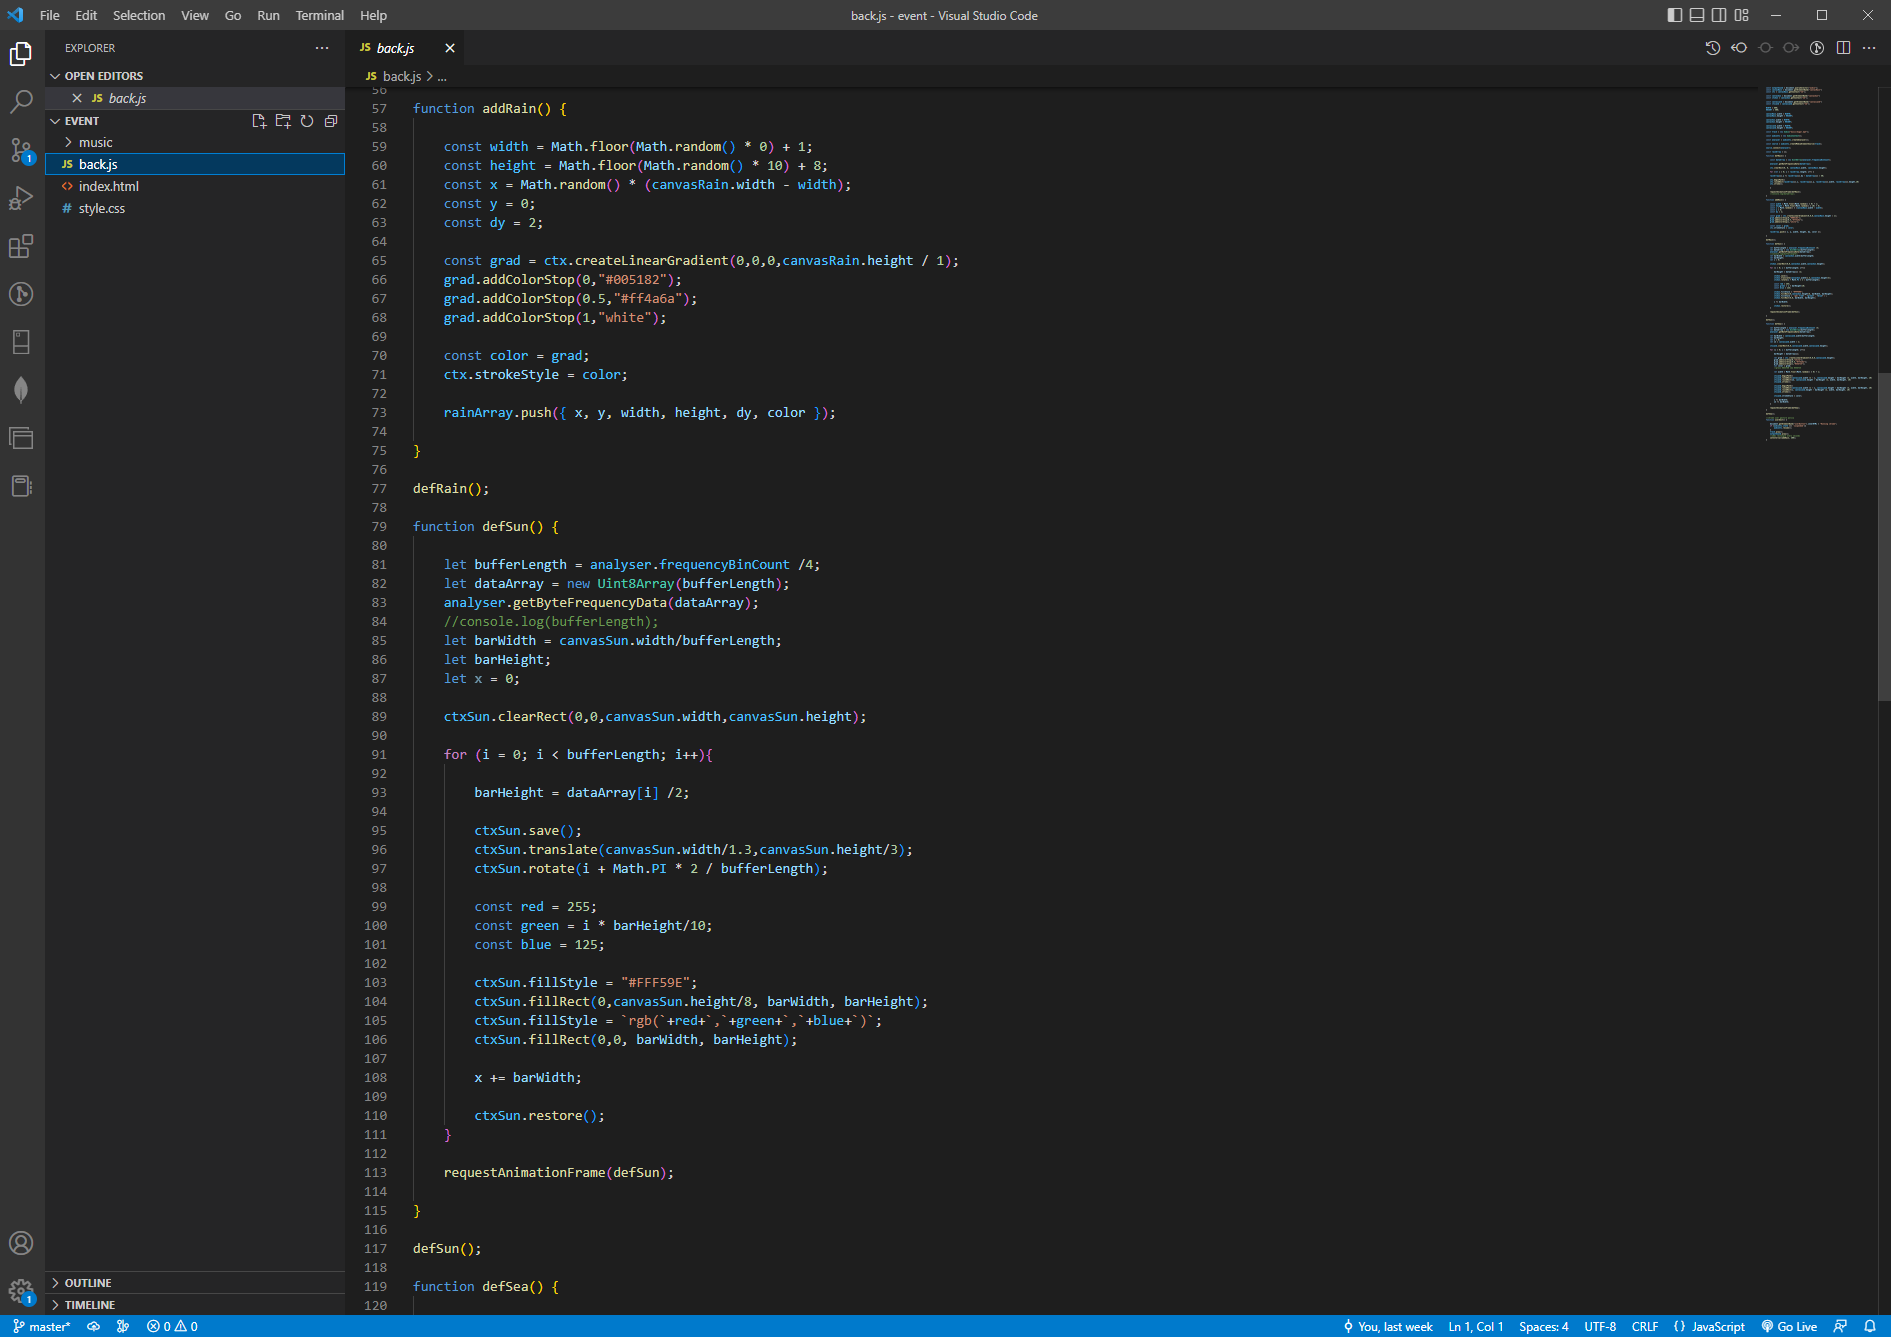 File Edit Selection View Go Run Terminal Help
back.js - event - Visual Studio Code
EXPLORER
OPEN EDITORS
JS back.js
EVENT
music
JS back.js
<> index.html
# style.css
OUTLINE
TIMELINE
JS back.js
JS back.js > ...
56
57 function addRain() {
58
59 const width = Math.floor(Math.random() * 0) + 1;
60 const height = Math.floor(Math.random() * 10) + 8;
61 const x = Math.random() * (canvasRain.width - width);
62 const y = 0;
63 const dy = 2;
64
65 const grad = ctx.createLinearGradient(0,0,0,canvasRain.height / 1);
66 grad.addColorStop(0,"#005182");
67 grad.addColorStop(0.5,"#ff4a6a");
68 grad.addColorStop(1,"white");
69
70 const color = grad;
71 ctx.strokeStyle = color;
72
73 rainArray.push({ x, y, width, height, dy, color });
74
75 }
76
77 defRain();
78
79 function defSun() {
80
81 let bufferLength = analyser.frequencyBinCount /4;
82 let dataArray = new Uint8Array(bufferLength);
83 analyser.getByteFrequencyData(dataArray);
84 //console.log(bufferLength);
85 let barWidth = canvasSun.width/bufferLength;
86 let barHeight;
87 let x = 0;
88
89 ctxSun.clearRect(0,0,canvasSun.width,canvasSun.height);
90
91 for (i = 0; i < bufferLength; i++){
92
93 barHeight = dataArray[i] /2;
94
95 ctxSun.save();
96 ctxSun.translate(canvasSun.width/1.3,canvasSun.height/3);
97 ctxSun.rotate(i + Math.PI * 2 / bufferLength);
98
99 const red = 255;
100 const green = i * barHeight/10;
101 const blue = 125;
102
103 ctxSun.fillStyle = "#FFF59E";
104 ctxSun.fillRect(0,canvasSun.height/8, barWidth, barHeight);
105 ctxSun.fillStyle = `rgb(`+red+`,`+green+`,`+blue+`)`;
106 ctxSun.fillRect(0,0, barWidth, barHeight);
107
108 x += barWidth;
109
110 ctxSun.restore();
111 }
112
113 requestAnimationFrame(defSun);
114
115 }
116
117 defSun();
118
119 function defSea() {
120
1
1
master* 0 0 You, last week Ln 1, Col 1 Spaces: 4 UTF-8 CRLF {} JavaScript Go Live